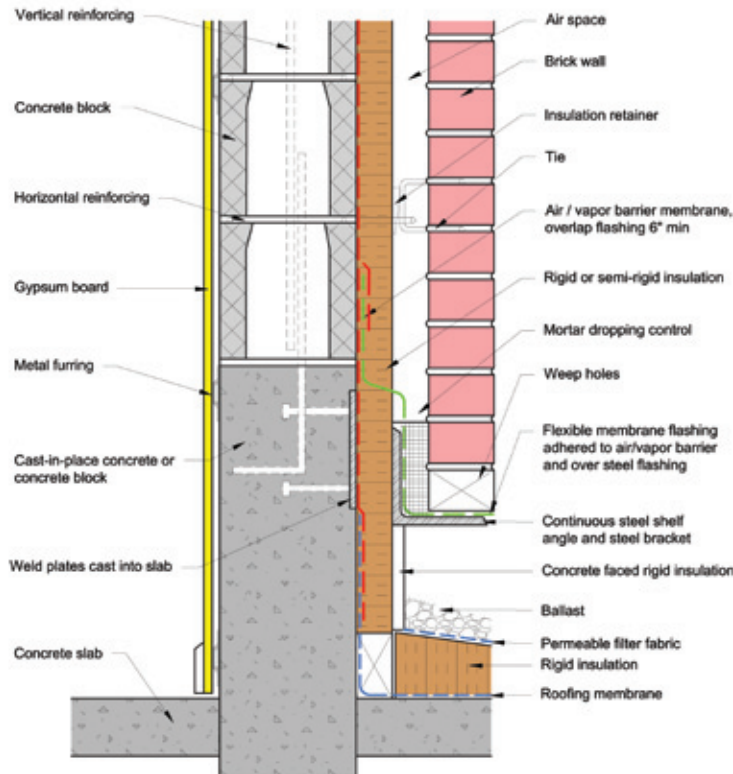 Vertical reinforcing
Concrete block
Horizontal reinforcing
Gypsum board
Metal furring
Cast-in-place concrete or
concrete block
Weld plates cast into slab
Concrete slab
Air space
Brick wall
Insulation retainer
Tie
Air / vapor barrier membrane,
overlap flashing 6" min
Rigid or semi-rigid insulation
Mortar dropping control
Weep holes
Flexible membrane flashing
adhered to air/vapor barrier
and over steel flashing
Continuous steel shelf
angle and steel bracket
Concrete faced rigid insulation
Ballast
Permeable filter fabric
Rigid insulation
Roofing membrane